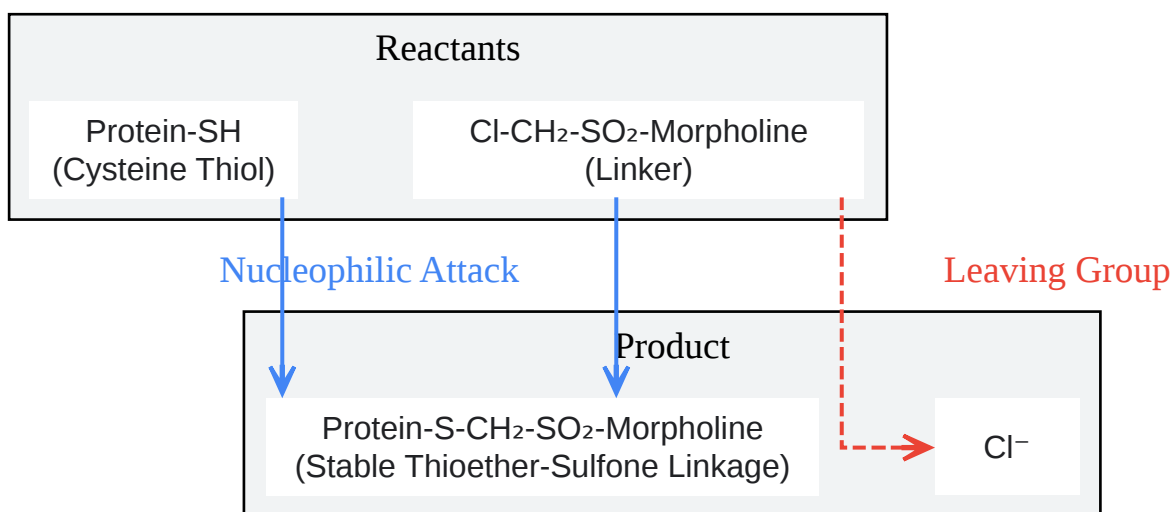 Reactants
Protein-SH
(Cysteine Thiol)
Cl-CH₂-SO₂-Morpholine
(Linker)
Nucleophilic Attack
Leaving Group
Product
Protein-S-CH₂-SO₂-Morpholine
(Stable Thioether-Sulfone Linkage)
Cl⁻